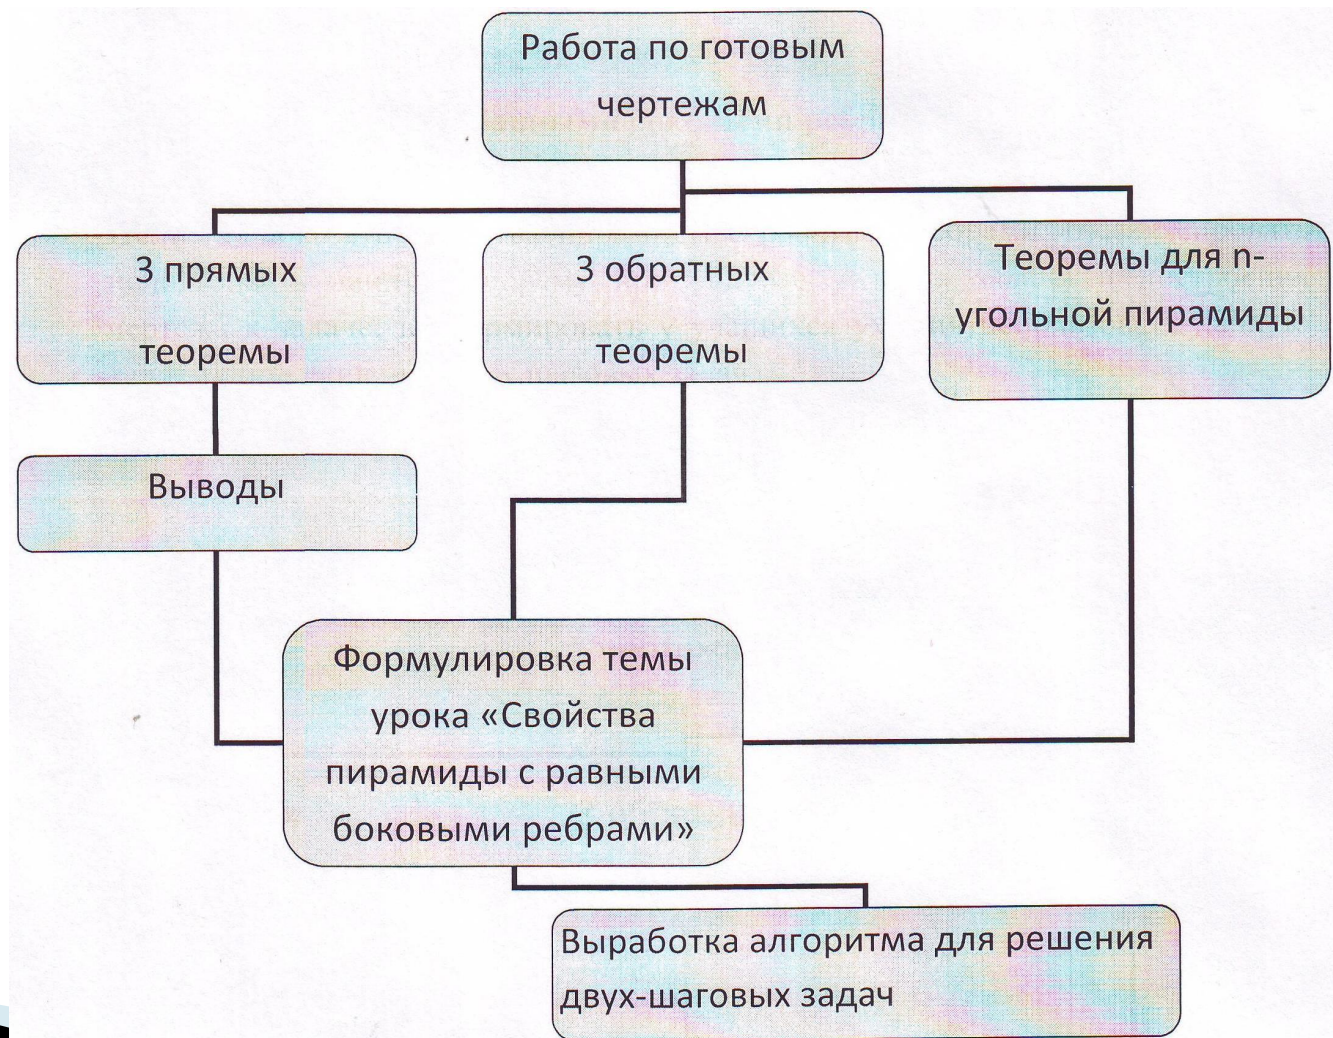 Работа по готовым
чертежам
3 прямых
теоремы
3 обратных
теоремы
Теоремы для n-
угольной пирамиды
Выводы
Формулировка темы
урока «Свойства
пирамиды с равными
боковыми ребрами»
Выработка алгоритма для решения
двух-шаговых задач